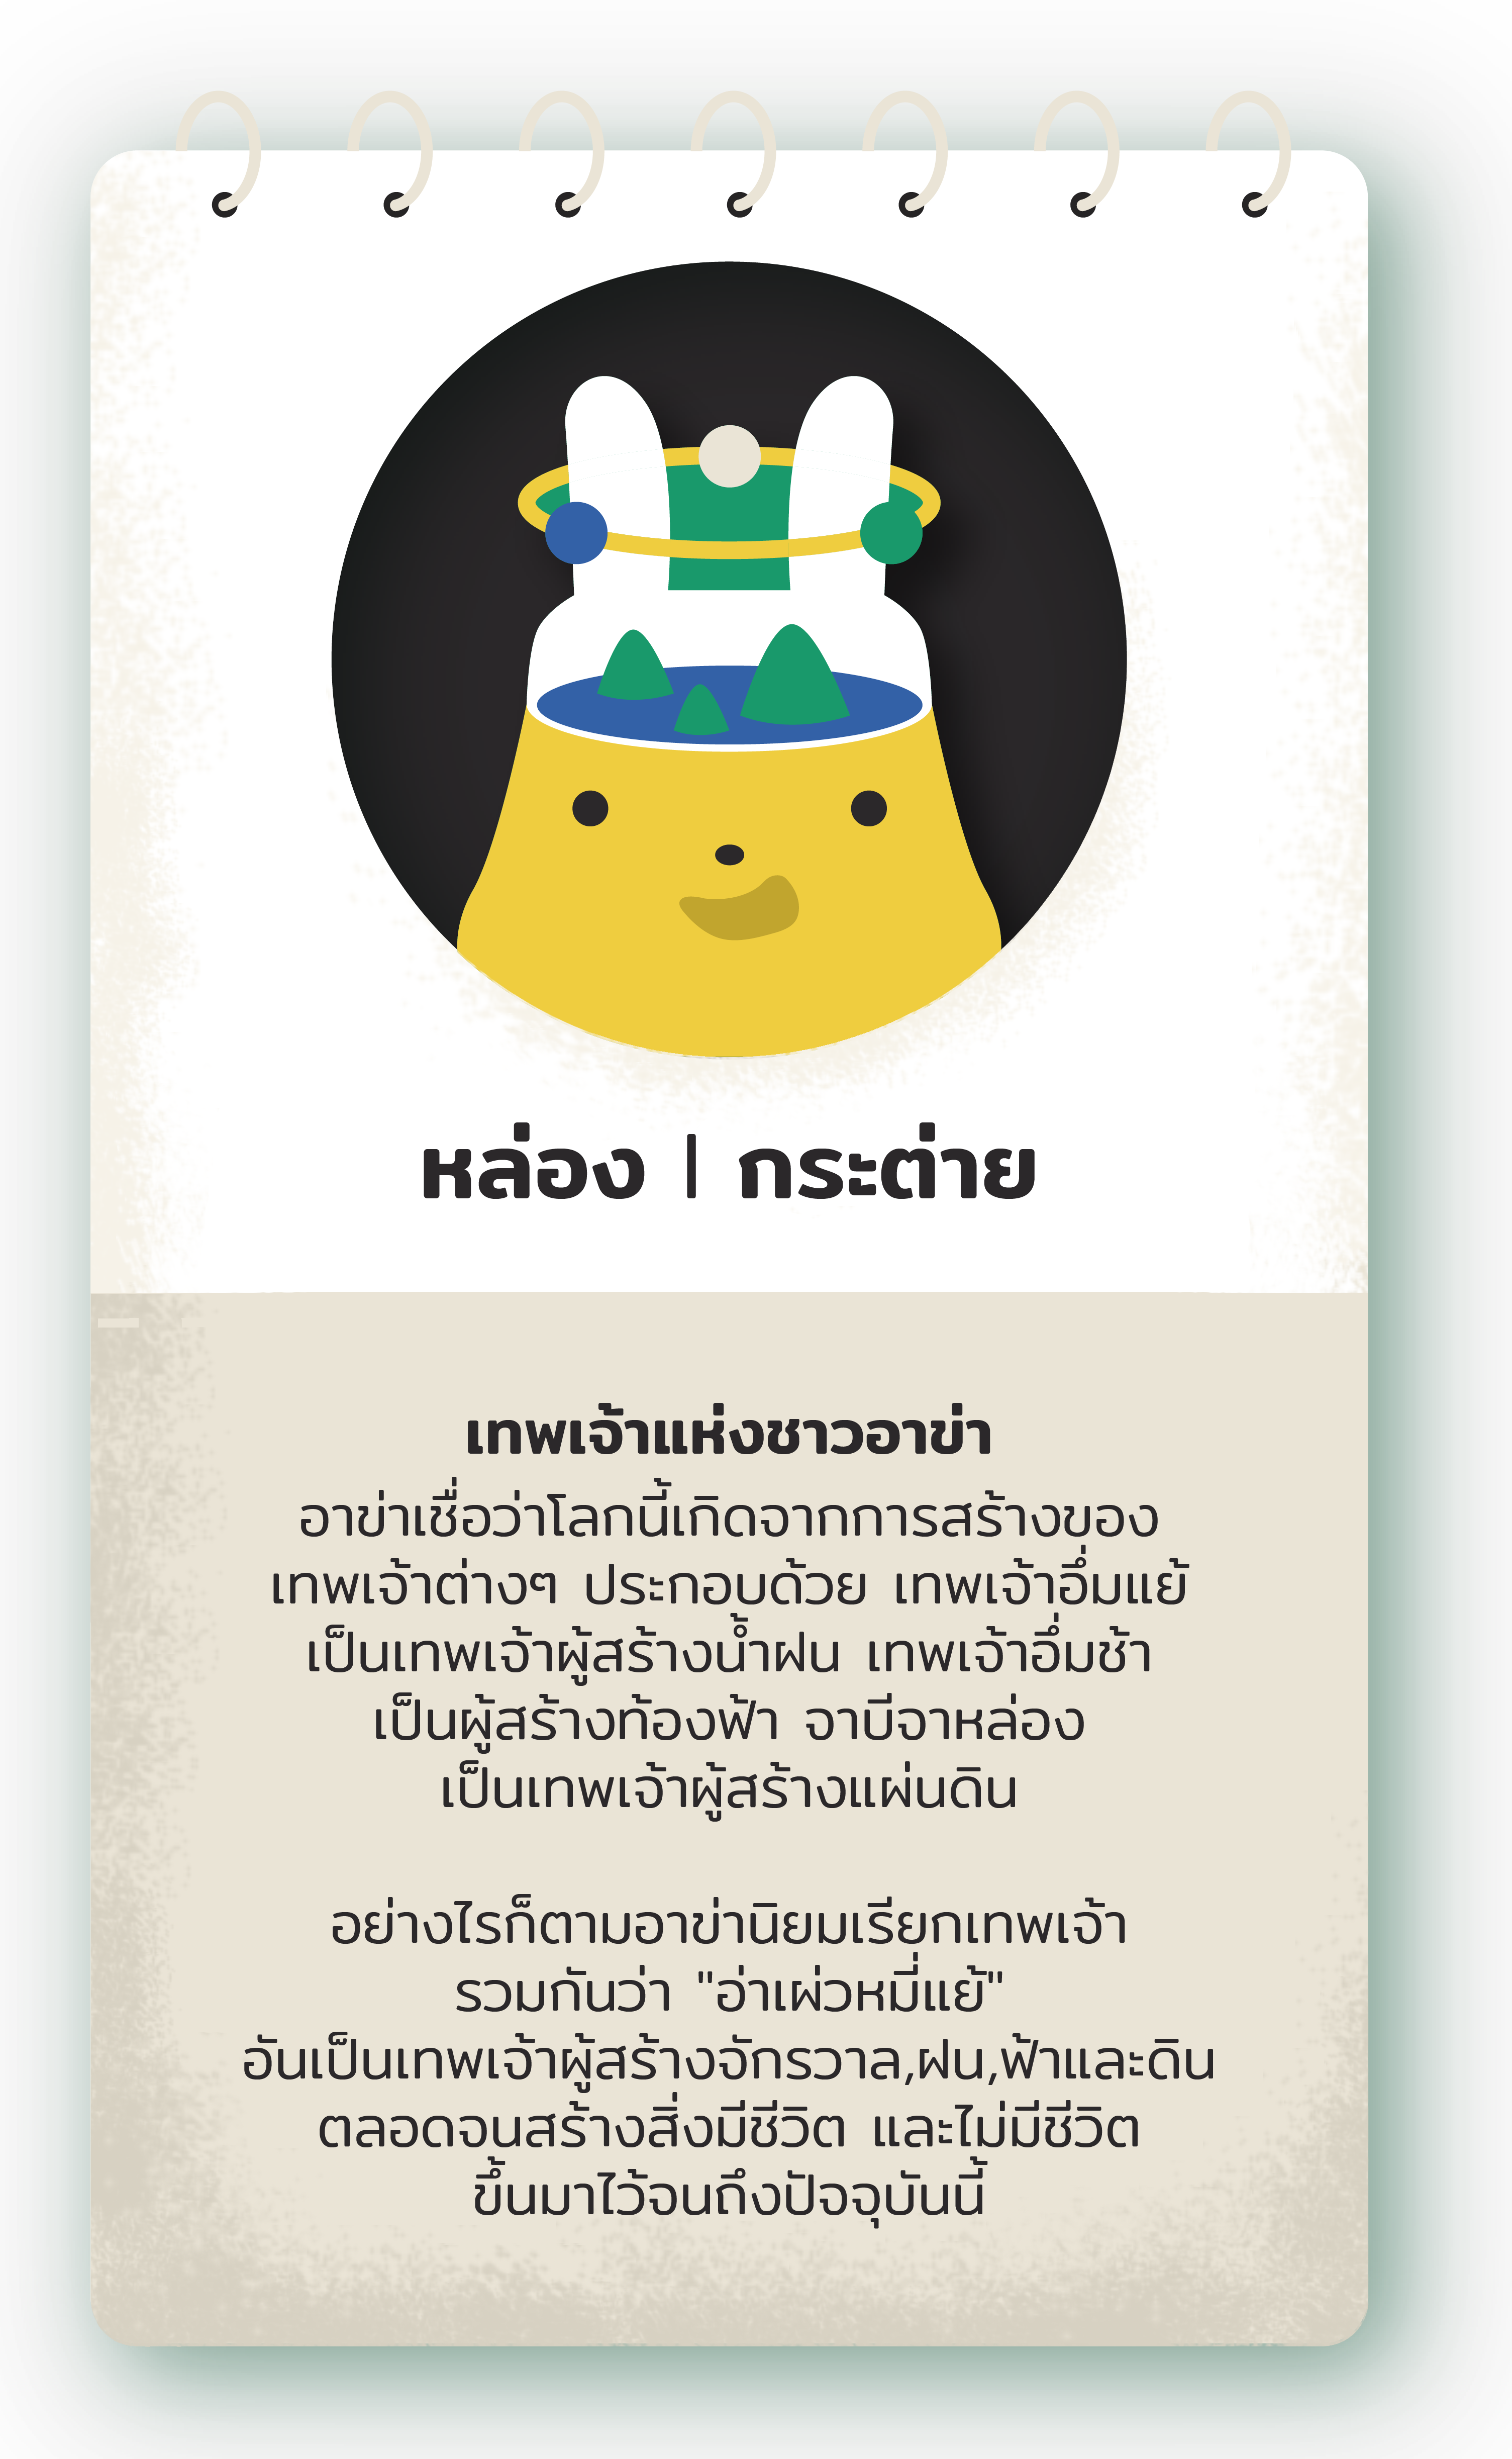 หล่อง | กระต่าย
เทพเจ้าแห่งชาวอาข่า
อาข่าเชื่อว่าโลกนี้เกิดจากการสร้างของ
เทพเจ้าต่างๆ ประกอบด้วย เทพเจ้าอึ่มแย้
เป็นเทพเจ้าผู้สร้างน้ำฝน เทพเจ้าอึ่มซ้า
เป็นผู้สร้างท้องฟ้า จาบีจาหล่อง
เป็นเทพเจ้าผู้สร้างแผ่นดิน
อย่างไรก็ตามอาข่านิยมเรียกเทพเจ้า
รวมกันว่า "อ่าเผ่วหมี่แย้"
อันเป็นเทพเจ้าผู้สร้างจักรวาล,ฝน,ฟ้าและดิน
ตลอดจนสร้างสิ่งมีชีวิต และไม่มีชีวิต
ขึ้นมาไว้จนถึงปัจจุบันนี้